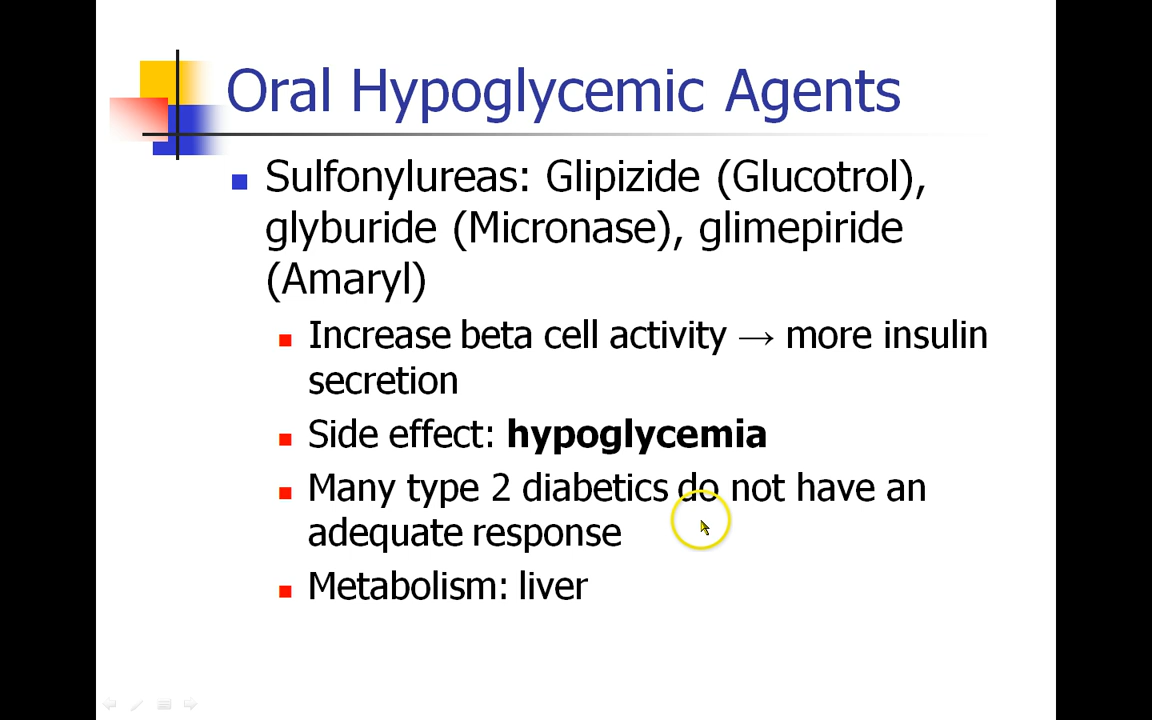 Oral Hypoglycemic Agents
Sulfonylureas: Glipizide (Glucotrol),
glyburide (Micronase), glimepiride
(Amaryl)
Increase beta cell activity → more insulin
secretion
Side effect: hypoglycemia
Many type 2 diabetics do not have an
adequate response
Metabolism: liver